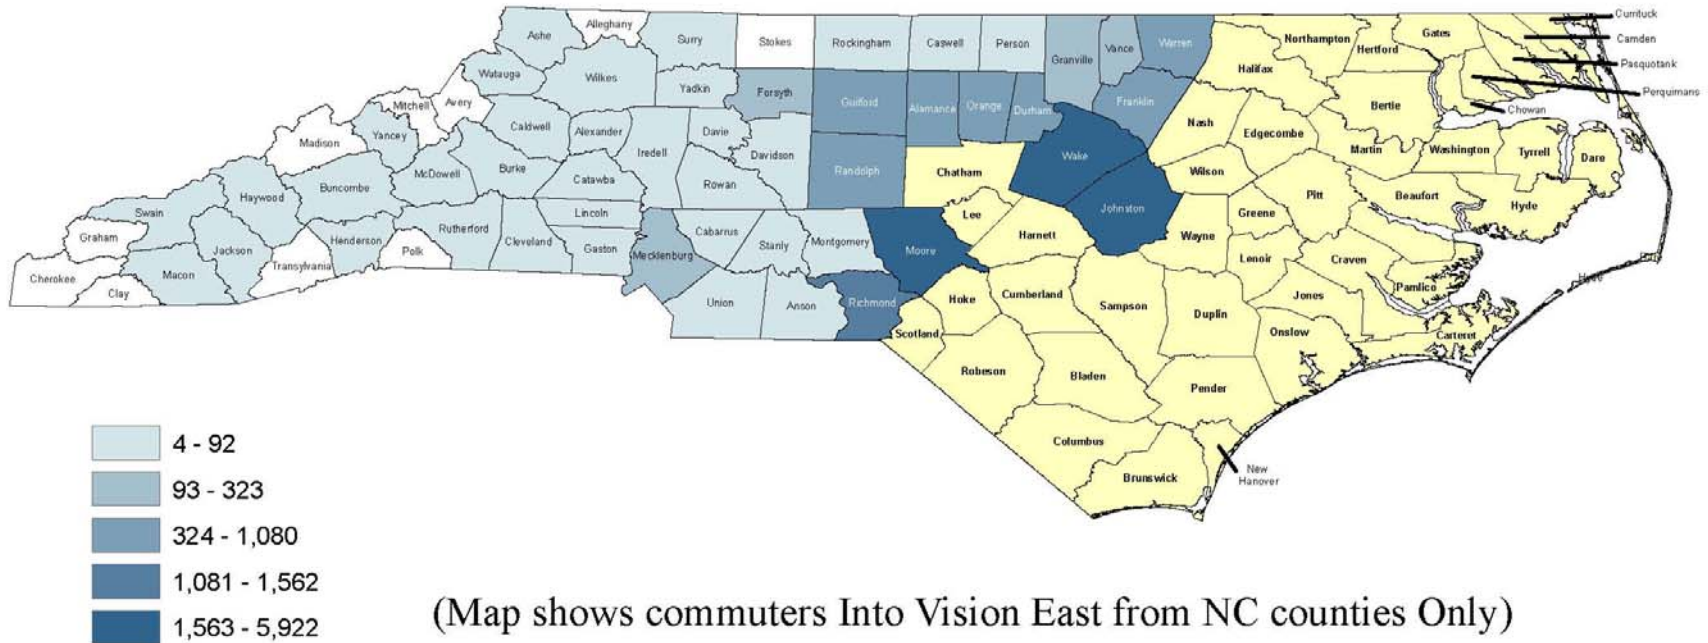 Currituck
Alleghany
Ashe
Surry
Stokes
Rockingham
Caswell
Person
Granville
Vance
Warren
Northampton
Hertford
Gates
Camden
Pasquotank
Watauga
Wilkes
Yadkin
Forsyth
Guilford
Alamance
Orange
Durham
Franklin
Halifax
Bertie
Perquimans
Chowan
Mitchell
Avery
Madison
Yancey
Caldwell
Alexander
Davie
Iredell
Davidson
Randolph
Chatham
Wake
Nash
Edgecombe
Martin
Washington
Tyrrell
Dare
McDowell
Burke
Catawba
Rowan
Wilson
Pitt
Beaufort
Hyde
Buncombe
Haywood
Swain
Graham
Cherokee
Clay
Macon
Jackson
Transylvania
Henderson
Polk
Rutherford
Cleveland
Lincoln
Gaston
Mecklenburg
Cabarrus
Stanly
Montgomery
Moore
Lee
Harnett
Johnston
Greene
Wayne
Lenoir
Craven
Pamlico
Hyde
Union
Anson
Richmond
Scotland
Hoke
Cumberland
Sampson
Duplin
Jones
Onslow
Carteret
Robeson
Bladen
Pender
Columbus
Brunswick
New
Hanover
4 - 92
93 - 323
324 - 1,080
1,081 - 1,562
1,563 - 5,922
(Map shows commuters Into Vision East from NC counties Only)